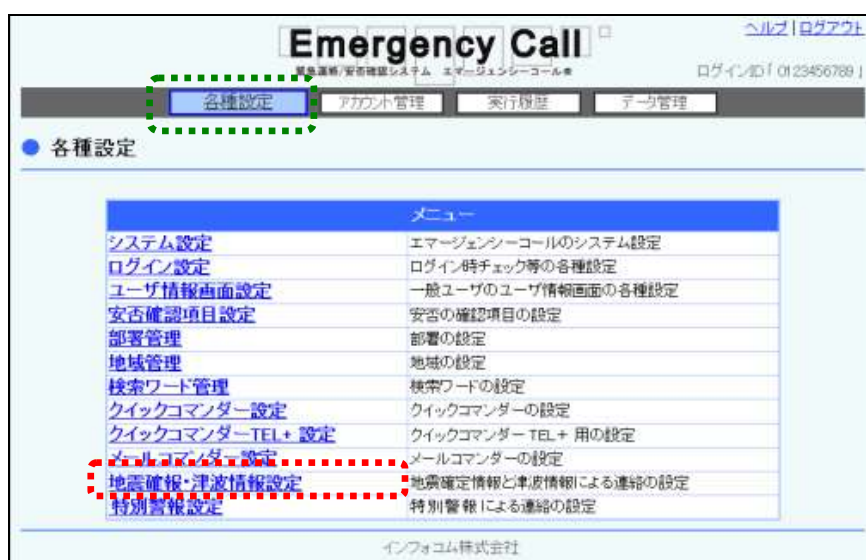 Emergency Call
緊急連絡/安否確認システム エマージェンシーコール®
ヘルプ|ログアウト
ログインID「0123456789」
各種設定 アカウント管理 実行履歴 データ管理
各種設定
メニュー
システム設定 エマージェンシーコールのシステム設定
ログイン設定 ログイン時チェック等の各種設定
ユーザ情報画面設定 一般ユーザのユーザ情報画面の各種設定
安否確認項目設定 安否の確認項目の設定
部署管理 部署の設定
地域管理 地域の設定
検索ワード管理 検索ワードの設定
クイックコマンダー設定 クイックコマンダーの設定
クイックコマンダーTEL+ 設定 クイックコマンダー TEL+ 用の設定
メールコマンダー設定 メールコマンダーの設定
地震確報・津波情報設定 地震確定情報と津波情報による連絡の設定
特別警報設定 特別警報による連絡の設定
インフォコム株式会社